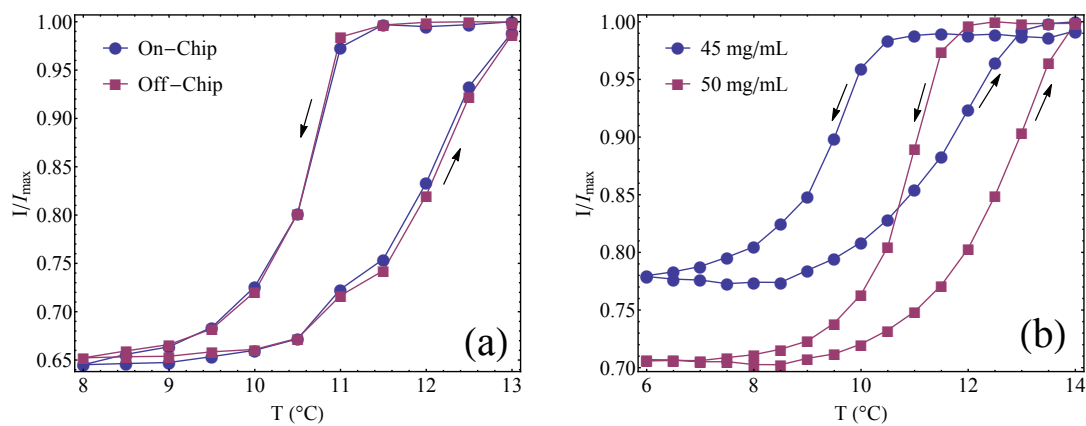 1.00
0.95
0.90
0.85
0.80
0.75
0.70
0.65
I/Imax
On−Chip
Off−Chip
(a)
8 9 10 11 12 13
T (°C)
1.00
0.95
0.90
0.85
0.80
0.75
0.70
I/Imax
45 mg/mL
50 mg/mL
(b)
6 8 10 12 14
T (°C)